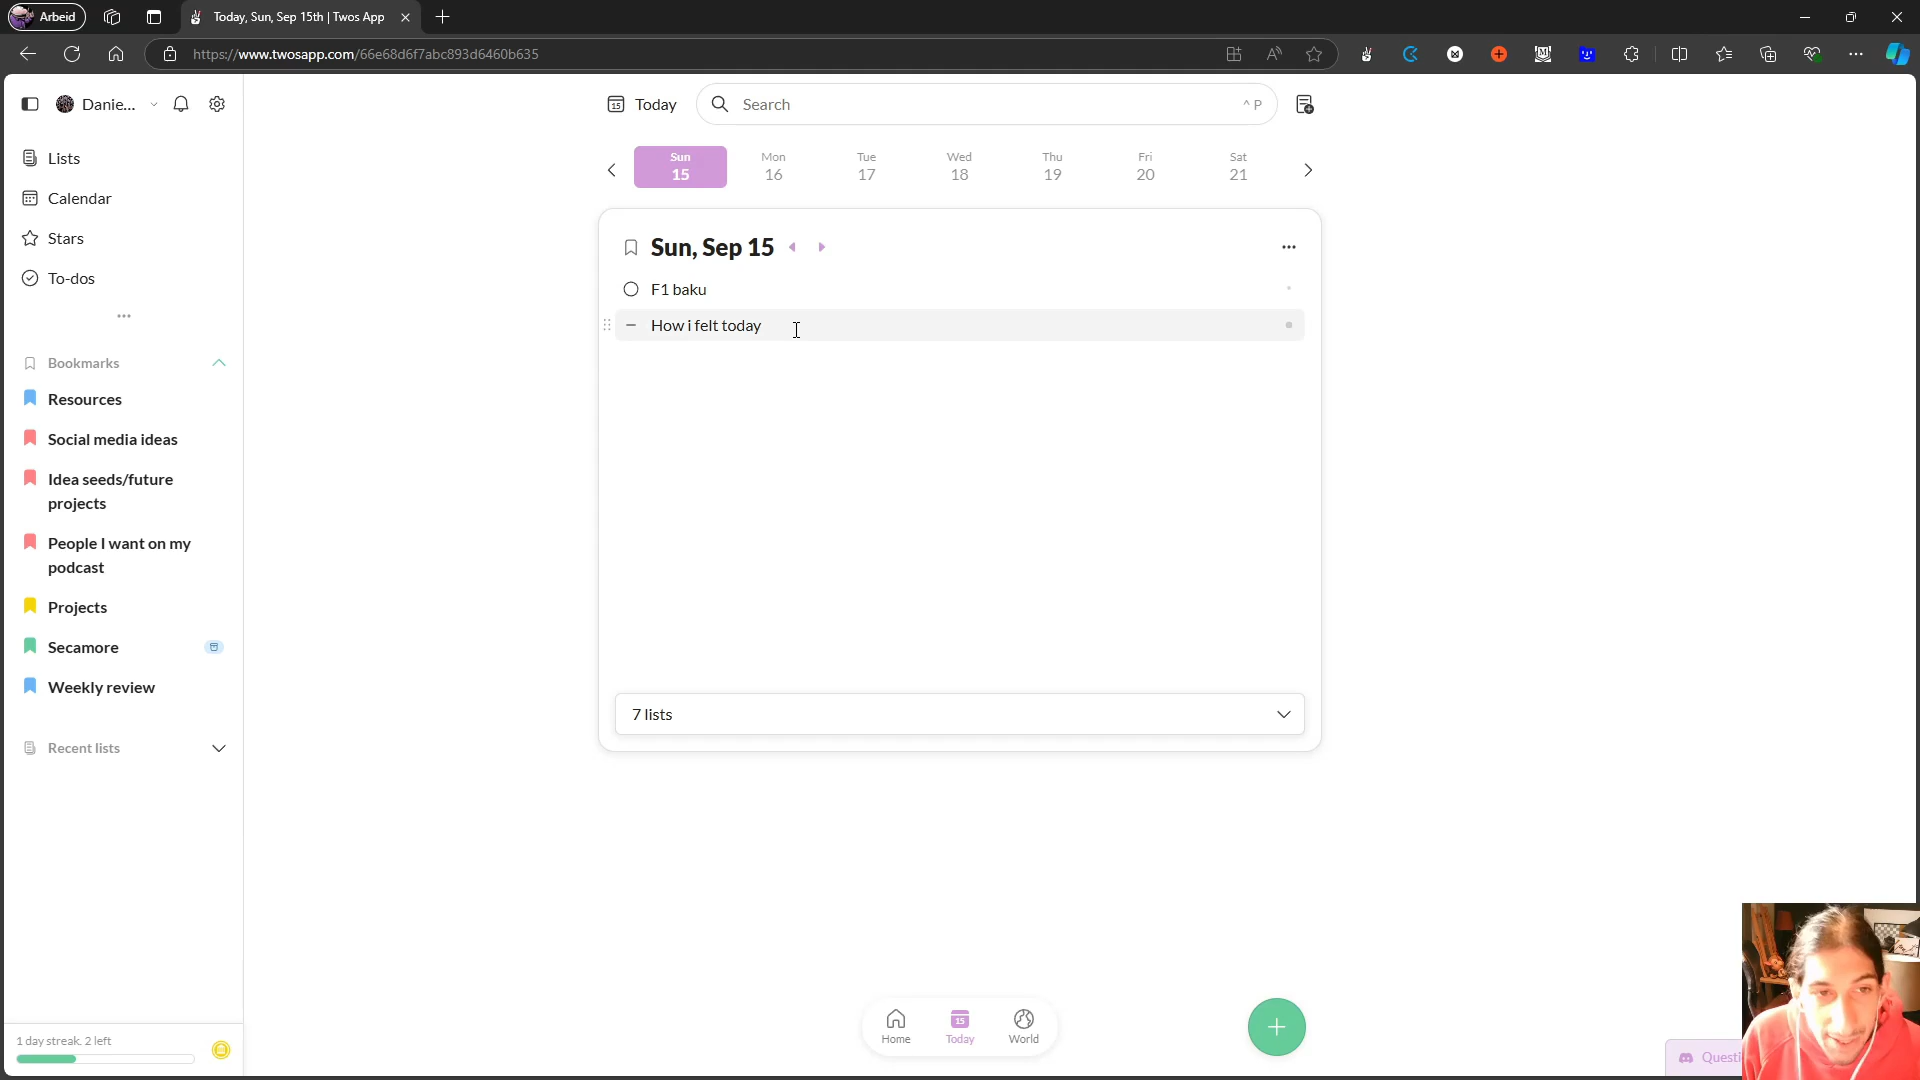 Arbeid
Today, Sun, Sep 15th | Twos App
https://www.twosapp.com/66e68d6f7abc893d6460b635
Danie...
Lists
Calendar
Stars
To-dos
Bookmarks
Resources
Social media ideas
Idea seeds/future
projects
People I want on my
podcast
Projects
Secamore
Weekly review
Recent lists
1 day streak. 2 left
15 Today
Search ^ P
Sun Mon Tue Wed Thu Fri Sat
15 16 17 18 19 20 21
Sun, Sep 15
F1 baku
How i felt today
7 lists
15
Home Today World
Questi